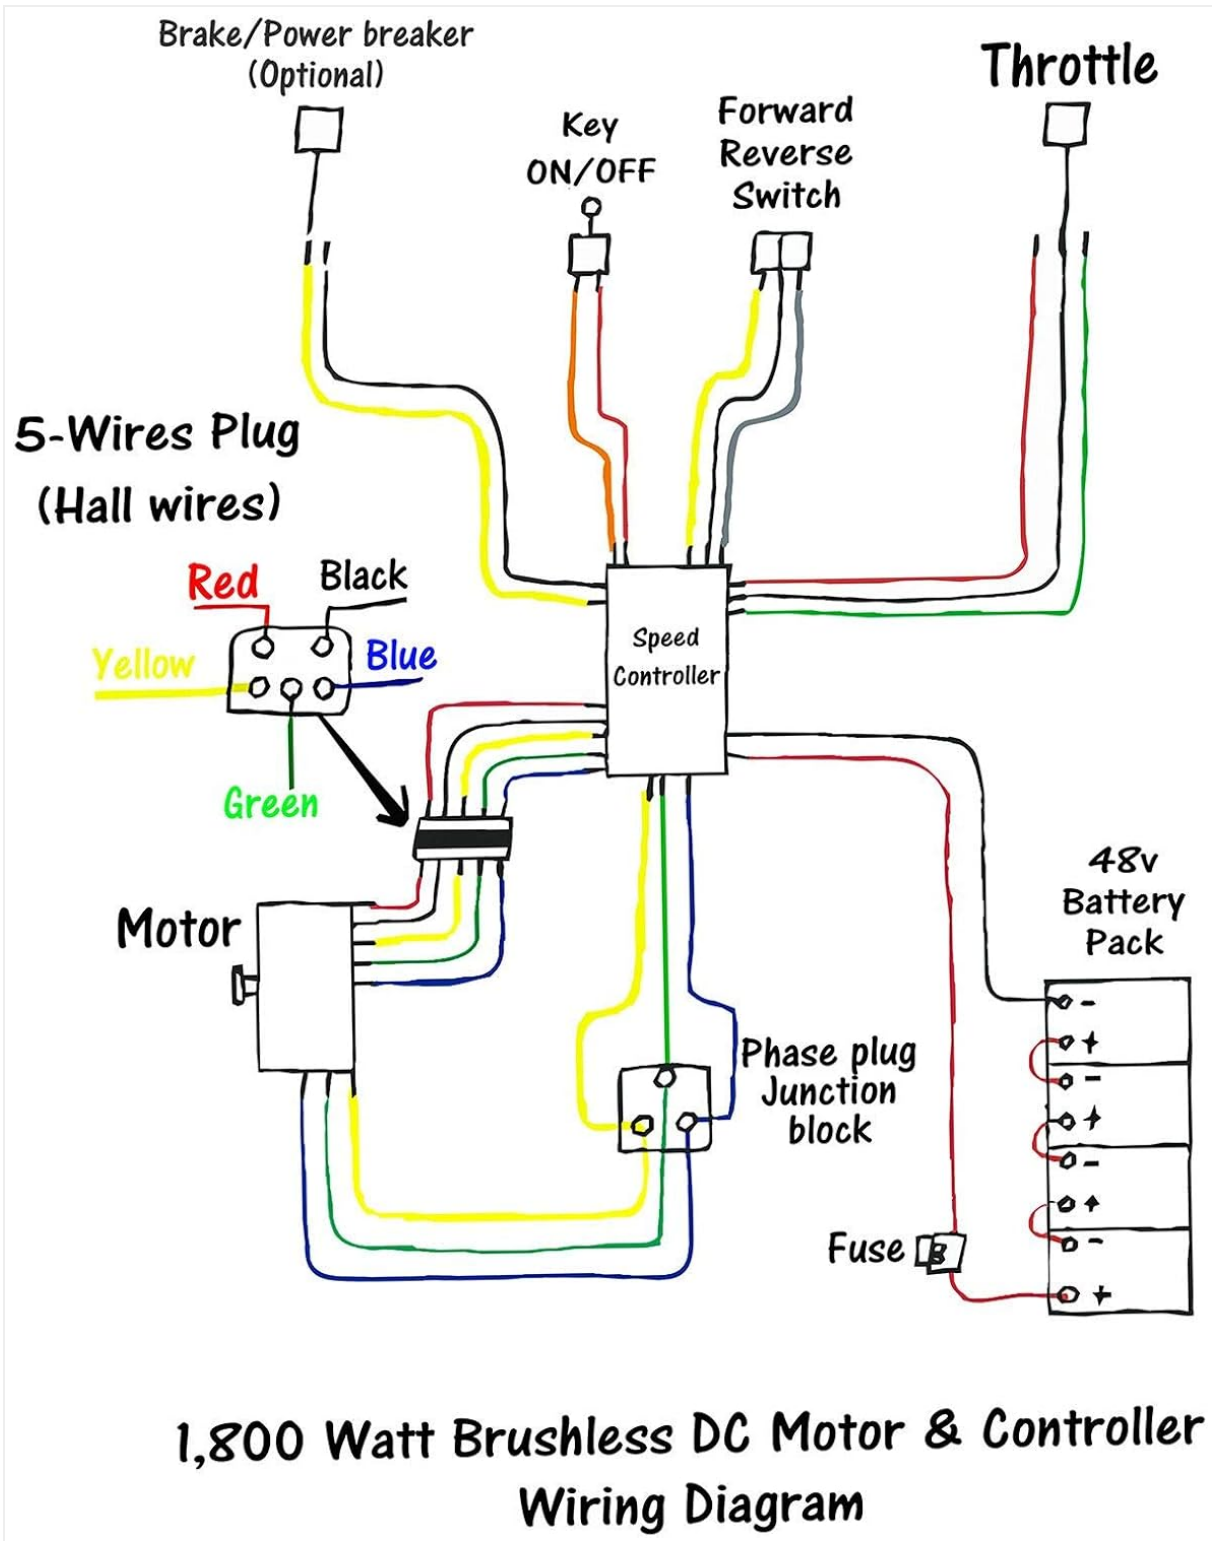 Brake/Power breaker
(Optional)
Key
ON/OFF
Forward
Reverse
Switch
Throttle
5-Wires Plug
(Hall wires)
Red
Black
Yellow
Blue
Green
Speed
Controller
Motor
48v
Battery
Pack
-
+
-
+
-
+
-
+
Phase plug
Junction
block
Fuse
1,800 Watt Brushless DC Motor & Controller
Wiring Diagram